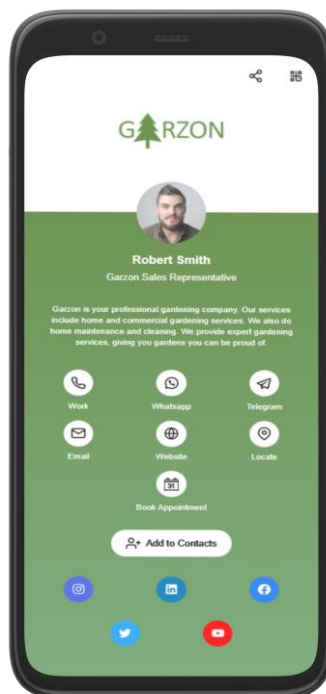 GARZON
Robert Smith
Garzon Sales Representative
Garzon is your professional gardening company. Our services
include home and commercial gardening services. We also do
home maintenance and cleaning. We provide expert gardening
services, giving you gardens you can be proud of.
Work Whatsapp Telegram
Email Website Locate
31
Book Appointment
Add to Contacts
in f